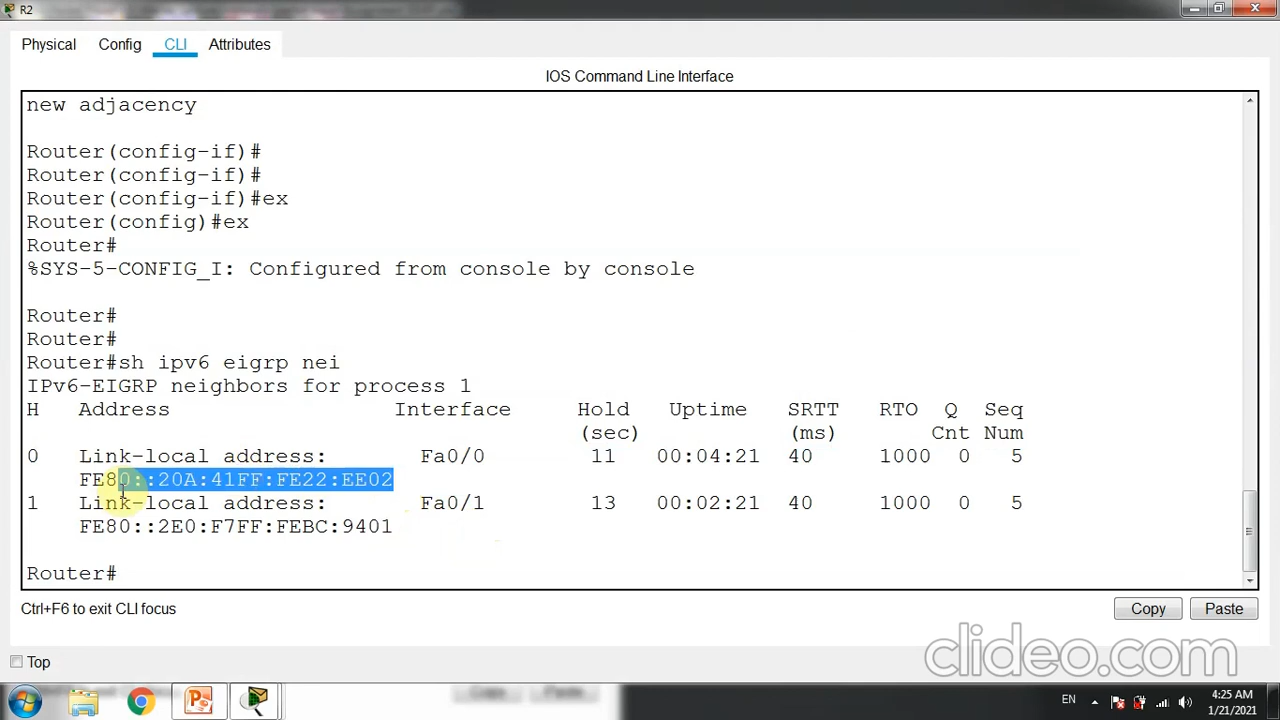 R2
Physical Config CLI Attributes
IOS Command Line Interface
new adjacency
Router(config-if)#
Router(config-if)#
Router(config-if)#ex
Router(config)#ex
Router#
%SYS-5-CONFIG_I: Configured from console by console
Router#
Router#
Router#sh ipv6 eigrp nei
IPv6-EIGRP neighbors for process 1
H Address Interface Hold Uptime SRTT RTO Q Seq
(sec) (ms) Cnt Num
0 Link-local address: Fa0/0 11 00:04:21 40 1000 0 5
FE80::20A:41FF:FE22:EE02
1 Link-local address: Fa0/1 13 00:02:21 40 1000 0 5
FE80::2E0:F7FF:FEBC:9401
Router#
Ctrl+F6 to exit CLI focus
Copy Paste
Top
clideo.com
EN 4:25 AM
1/21/2021